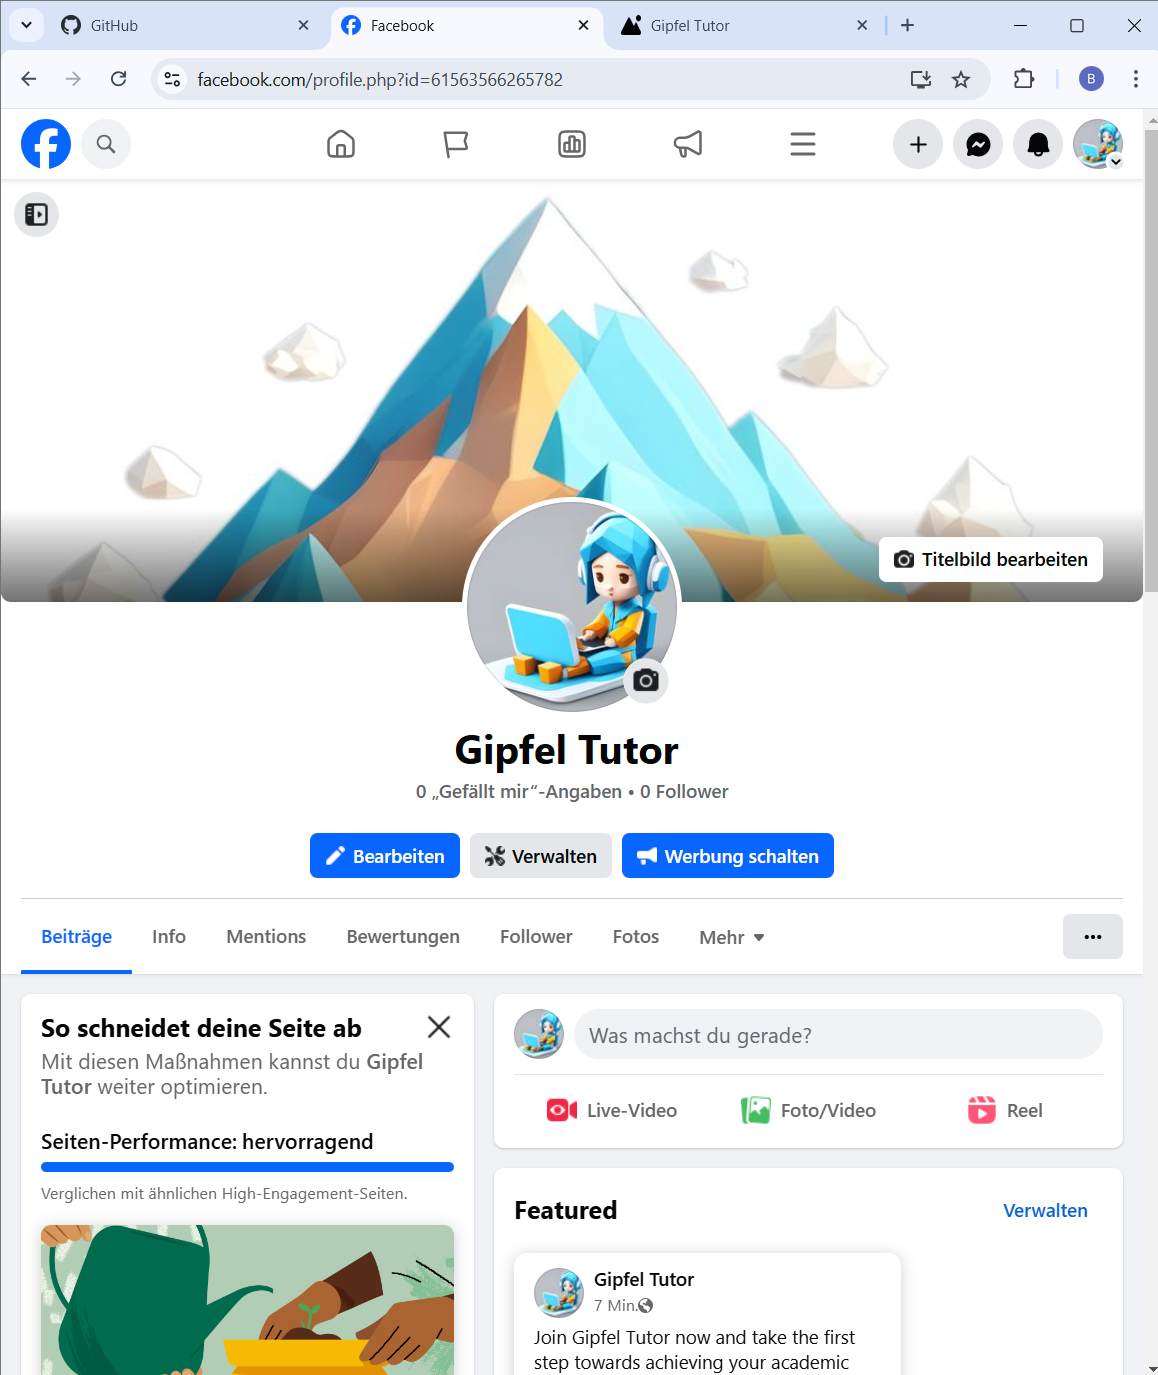 GitHub
Facebook
Gipfel Tutor
facebook.com/profile.php?id=61563566265782
B
Titelbild bearbeiten
Gipfel Tutor
0 „Gefällt mir“-Angaben • 0 Follower
Bearbeiten
Verwalten
Werbung schalten
Beiträge
Info
Mentions
Bewertungen
Follower
Fotos
Mehr
So schneidet deine Seite ab
Mit diesen Maßnahmen kannst du Gipfel
Tutor weiter optimieren.
Seiten-Performance: hervorragend
Verglichen mit ähnlichen High-Engagement-Seiten.
Was machst du gerade?
Live-Video
Foto/Video
Reel
Featured
Verwalten
Gipfel Tutor
7 Min.
Join Gipfel Tutor now and take the first
step towards achieving your academic